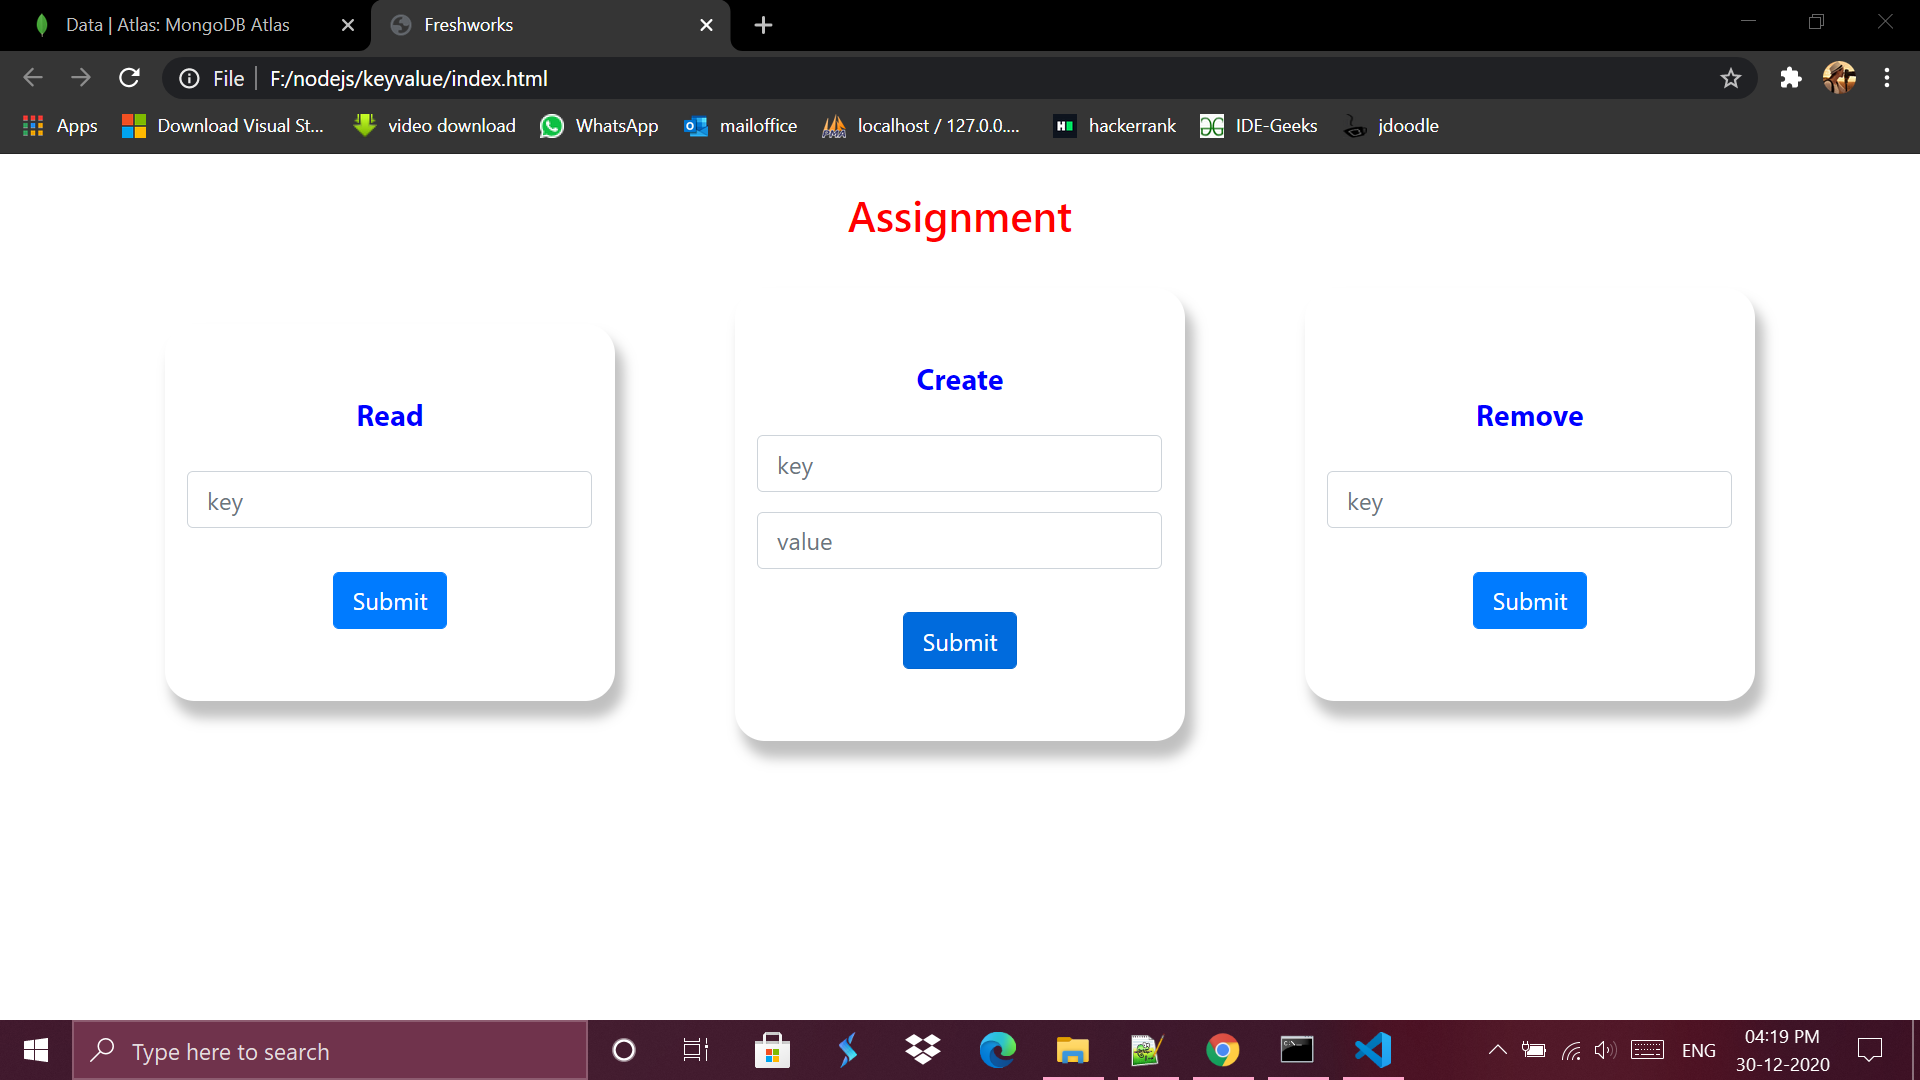 Data | Atlas: MongoDB Atlas
Freshworks
File
F:/nodejs/keyvalue/index.html
Apps
Download Visual St...
video download
WhatsApp
PMA
localhost / 127.0.0....
H
hackerrank
IDE-Geeks
jdoodle
Assignment
Read
key
Submit
Create
key
value
Submit
Remove
key
Submit
Type here to search
ENG
04:19 PM
30-12-2020